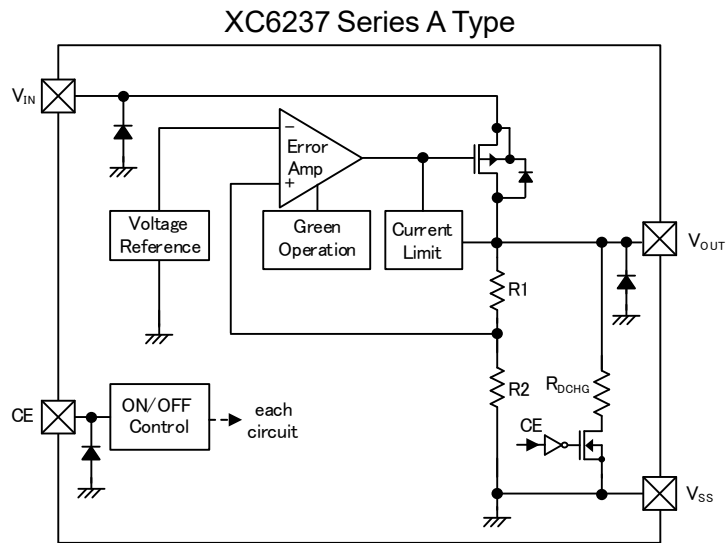 XC6237 Series A Type
VIN
−
Error
Amp
+
Voltage
Reference
Green
Operation
Current
Limit
VOUT
R1
R2
RDCHG
CE
ON/OFF
Control
each
circuit
CE
VSS